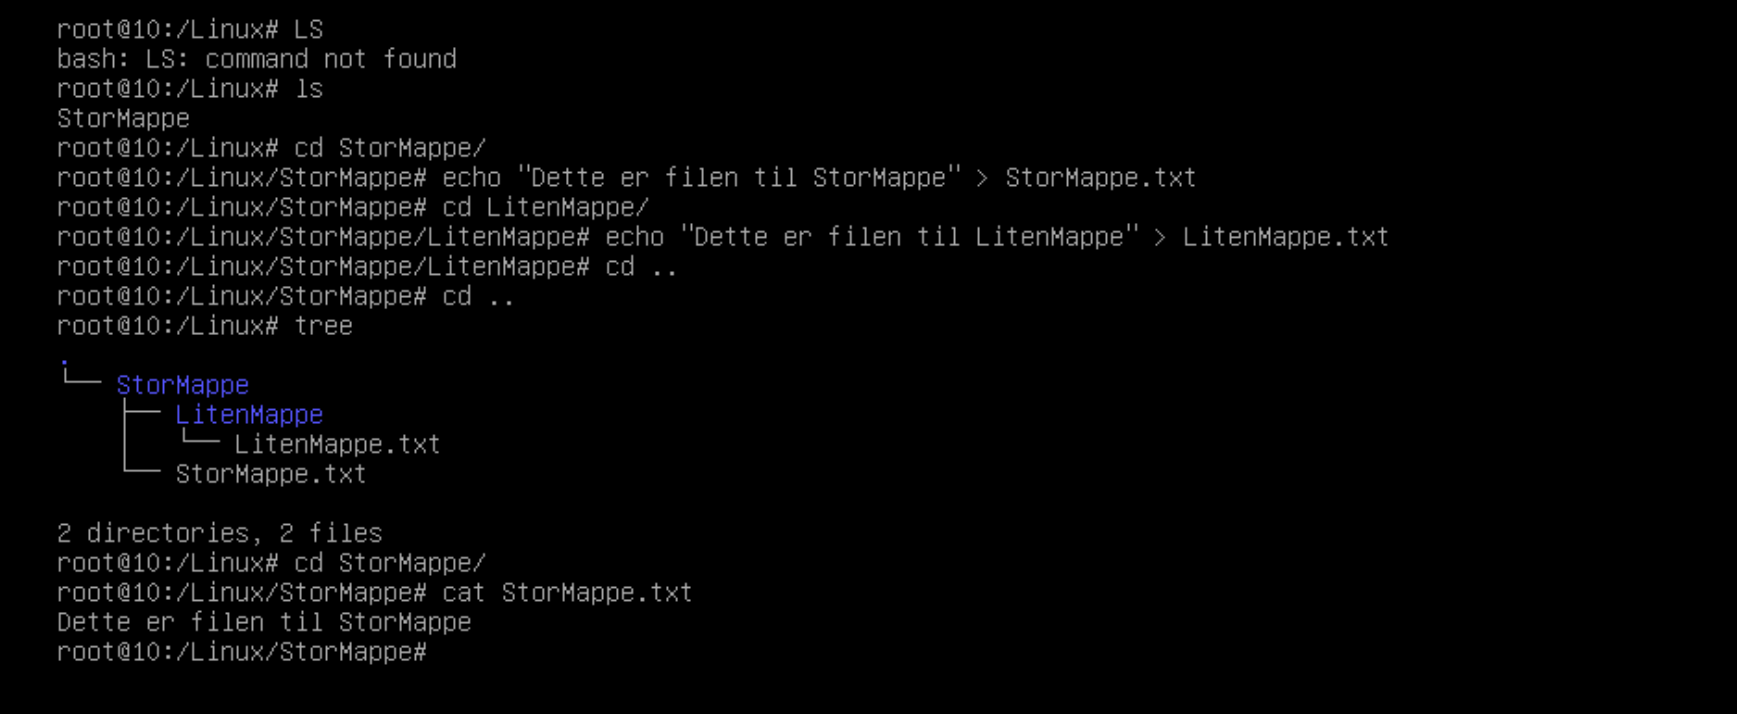 root@10:/Linux# LS
bash: LS: command not found
root@10:/Linux# ls
StorMappe
root@10:/Linux# cd StorMappe/
root@10:/Linux/StorMappe# echo "Dette er filen til StorMappe" > StorMappe.txt
root@10:/Linux/StorMappe# cd LitenMappe/
root@10:/Linux/StorMappe/LitenMappe# echo "Dette er filen til LitenMappe" > LitenMappe.txt
root@10:/Linux/StorMappe/LitenMappe# cd ..
root@10:/Linux/StorMappe# cd ..
root@10:/Linux# tree
.
└── StorMappe
    ├── LitenMappe
    │   └── LitenMappe.txt
    └── StorMappe.txt

2 directories, 2 files
root@10:/Linux# cd StorMappe/
root@10:/Linux/StorMappe# cat StorMappe.txt
Dette er filen til StorMappe
root@10:/Linux/StorMappe#